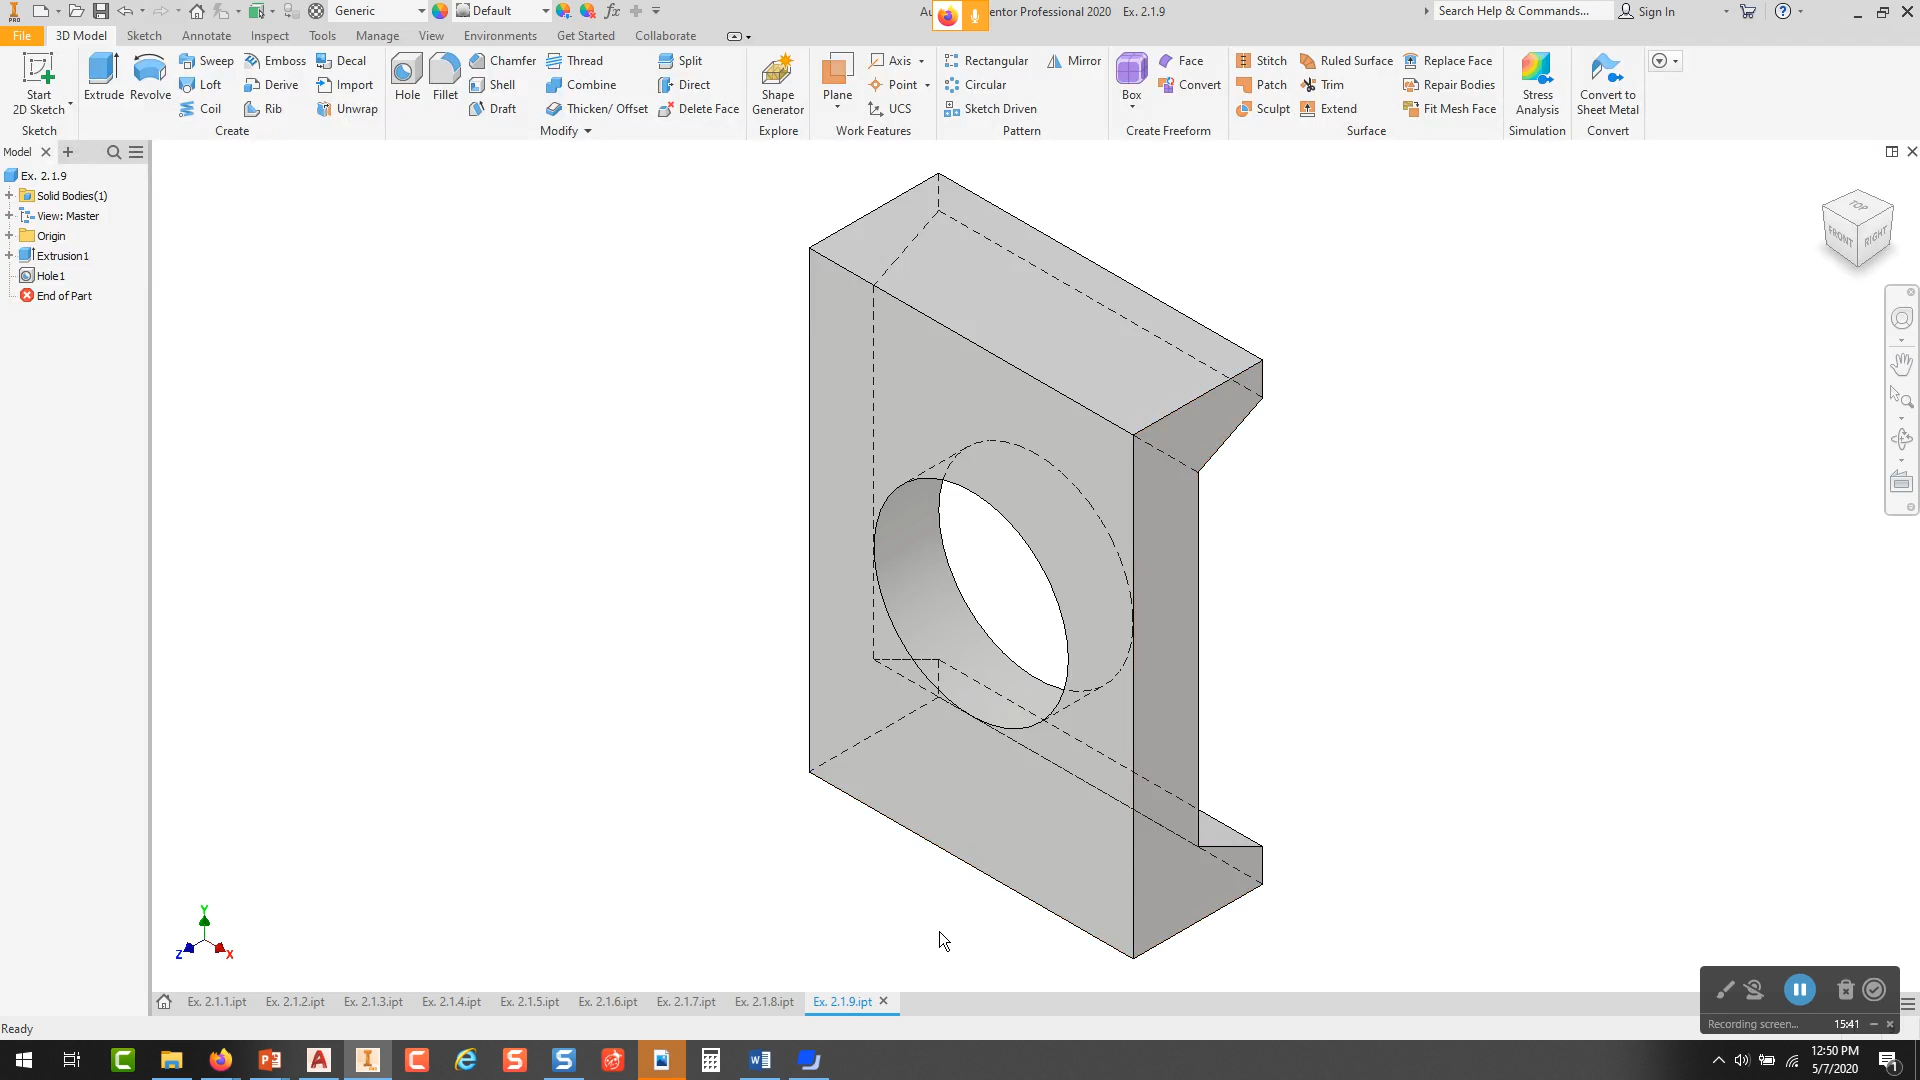 Generic
Default
fx
Au entor Professional 2020 Ex. 2.1.9
Search Help & Commands...
Sign In
PRO
File 3D Model Sketch Annotate Inspect Tools Manage View Environments Get Started Collaborate
Start
2D Sketch
Extrude
Revolve
Sweep
Emboss
Decal
Loft
Derive
Import
Coil
Rib
Unwrap
Hole
Fillet
Chamfer
Thread
Split
Shell
Combine
Direct
Draft
Thicken/ Offset
Delete Face
Shape
Generator
Plane
Axis
Point
UCS
Rectangular
Mirror
Circular
Sketch Driven
Box
Face
Convert
Stitch
Ruled Surface
Replace Face
Patch
Trim
Repair Bodies
Sculpt
Extend
Fit Mesh Face
Stress
Analysis
Convert to
Sheet Metal
Sketch
Create
Modify
Explore
Work Features
Pattern
Create Freeform
Surface
Simulation
Convert
Model
Ex. 2.1.9
Solid Bodies(1)
View: Master
Origin
Extrusion1
Hole1
End of Part
TOP
FRONT
RIGHT
Y
Z
X
Ex. 2.1.1.ipt Ex. 2.1.2.ipt Ex. 2.1.3.ipt Ex. 2.1.4.ipt Ex. 2.1.5.ipt Ex. 2.1.6.ipt Ex. 2.1.7.ipt Ex. 2.1.8.ipt Ex. 2.1.9.ipt
Recording screen... 15:41
Ready
12:50 PM
5/7/2020
1